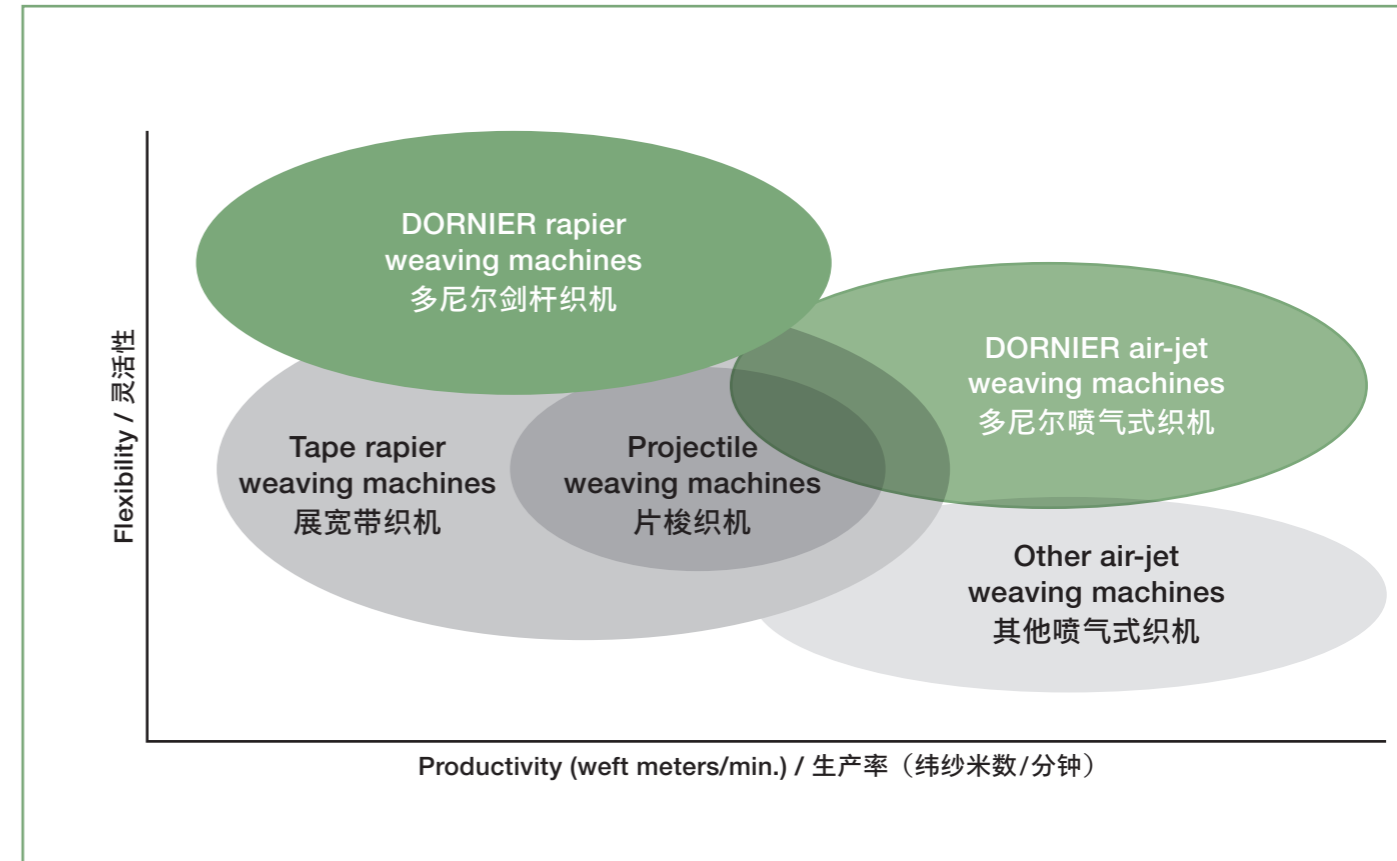 DORNIER rapier
weaving machines
多尼尔剑杆织机
DORNIER air-jet
weaving machines
多尼尔喷气式织机
Tape rapier
weaving machines
展宽带织机
Projectile
weaving machines
片梭织机
Other air-jet
weaving machines
其他喷气式织机
Flexibility / 灵活性
Productivity (weft meters/min.) / 生产率（纬纱米数/分钟）